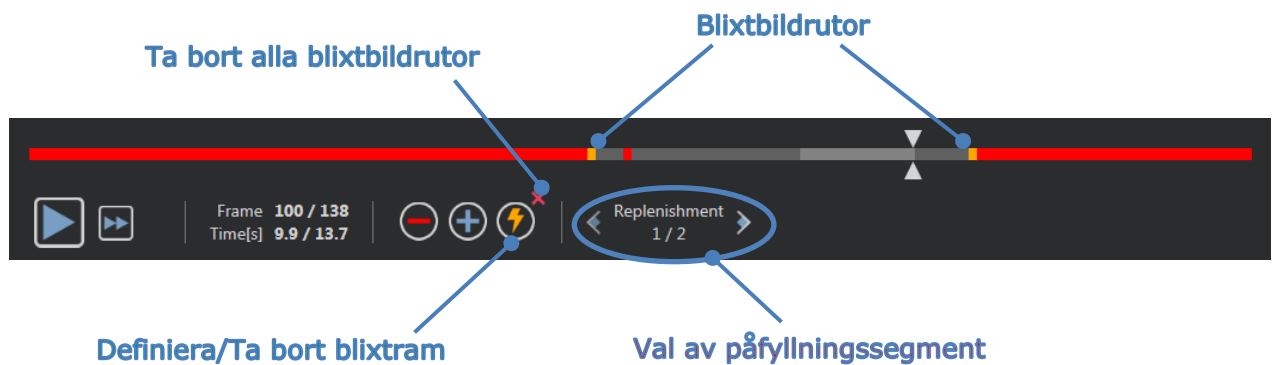 Blixtbildrutor
Ta bort alla blixtbildrutor
Frame 100 / 138
Time[s] 9.9 / 13.7
Replenishment
1 / 2
Definiera/Ta bort blixtram
Val av påfyllningssegment